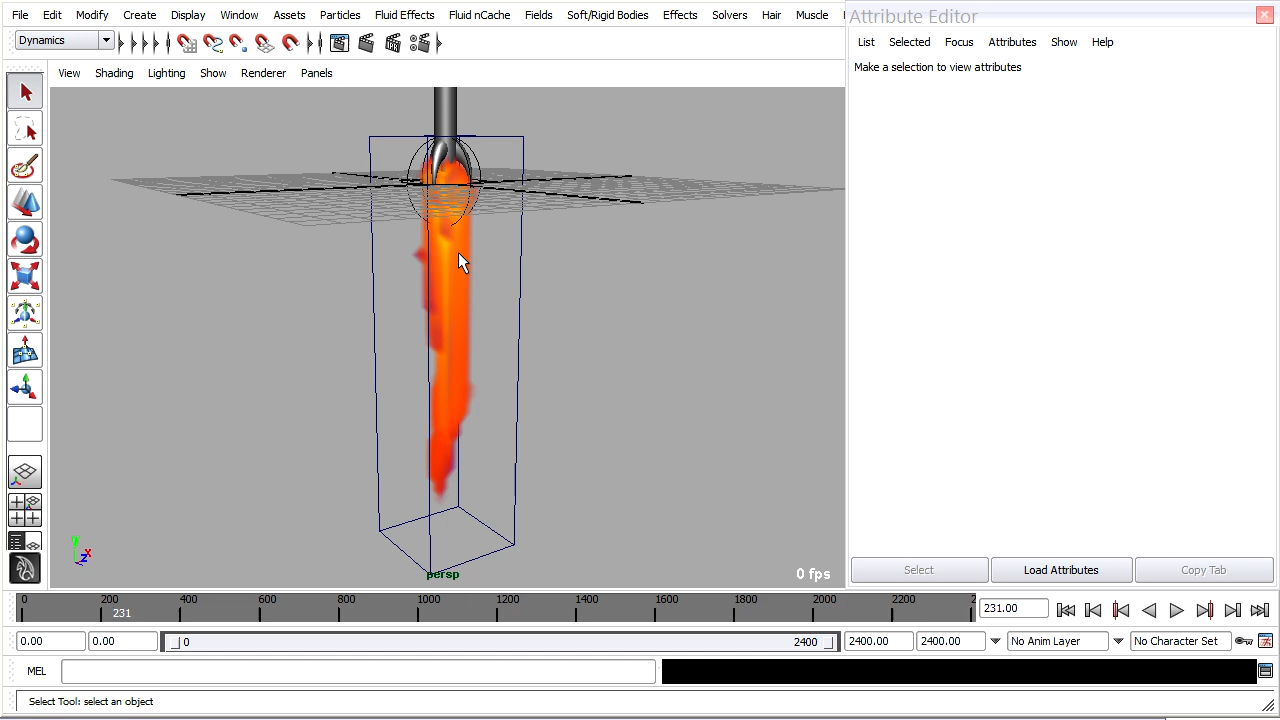 File Edit Modify Create Display Window Assets Particles Fluid Effects Fluid nCache Fields Soft/Rigid Bodies Effects Solvers Hair Muscle
Attribute Editor
Dynamics
List Selected Focus Attributes Show Help
Make a selection to view attributes
View Shading Lighting Show Renderer Panels
y
x
z
persp
0 fps
Select Load Attributes Copy Tab
0 200 400 600 800 1000 1200 1400 1600 1800 2000 2200 2
231
231.00
0.00 0.00 0 2400 2400.00 2400.00 No Anim Layer No Character Set
MEL
Select Tool: select an object